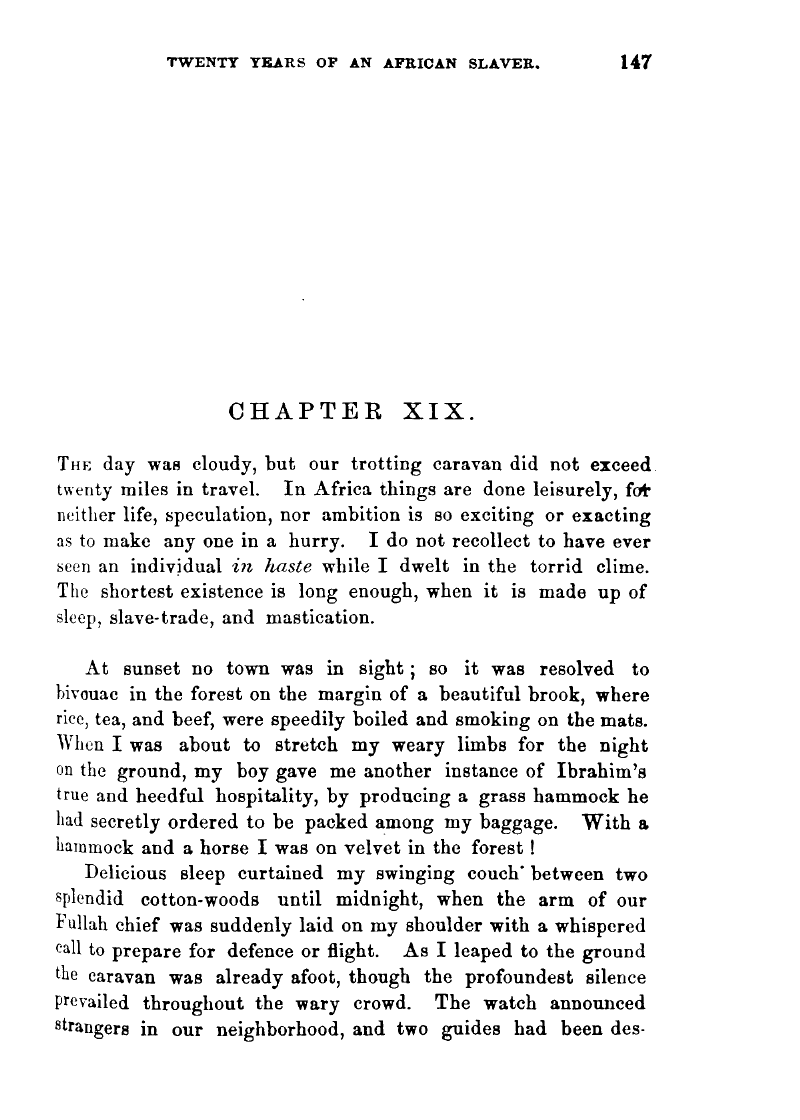 TWENTY YEARS OF AN AFRICAN SLAVER. 147
CHAPTER XIX.
THE day was cloudy, but our trotting caravan did not exceed
twenty miles in travel. In Africa things are done leisurely, for
neither life, speculation, nor ambition is so exciting or exacting
as to make any one in a hurry. I do not recollect to have ever
seen an individual in haste while I dwelt in the torrid clime.
The shortest existence is long enough, when it is made up of
sleep, slave-trade, and mastication.
At sunset no town was in sight; so it was resolved to
bivouac in the forest on the margin of a beautiful brook, where
rice, tea, and beef, were speedily boiled and smoking on the mats.
When I was about to stretch my weary limbs for the night
on the ground, my boy gave me another instance of Ibrahim's
true and heedful hospitality, by producing a grass hammock he
had secretly ordered to be packed among my baggage. With a
hammock and a horse I was on velvet in the forest!
Delicious sleep curtained my swinging couch between two
splendid cotton-woods until midnight, when the arm of our
Fullah chief was suddenly laid on my shoulder with a whispered
call to prepare for defence or flight. As I leaped to the ground
the caravan was already afoot, though the profoundest silence
prevailed throughout the wary crowd. The watch announced
strangers in our neighborhood, and two guides had been des-